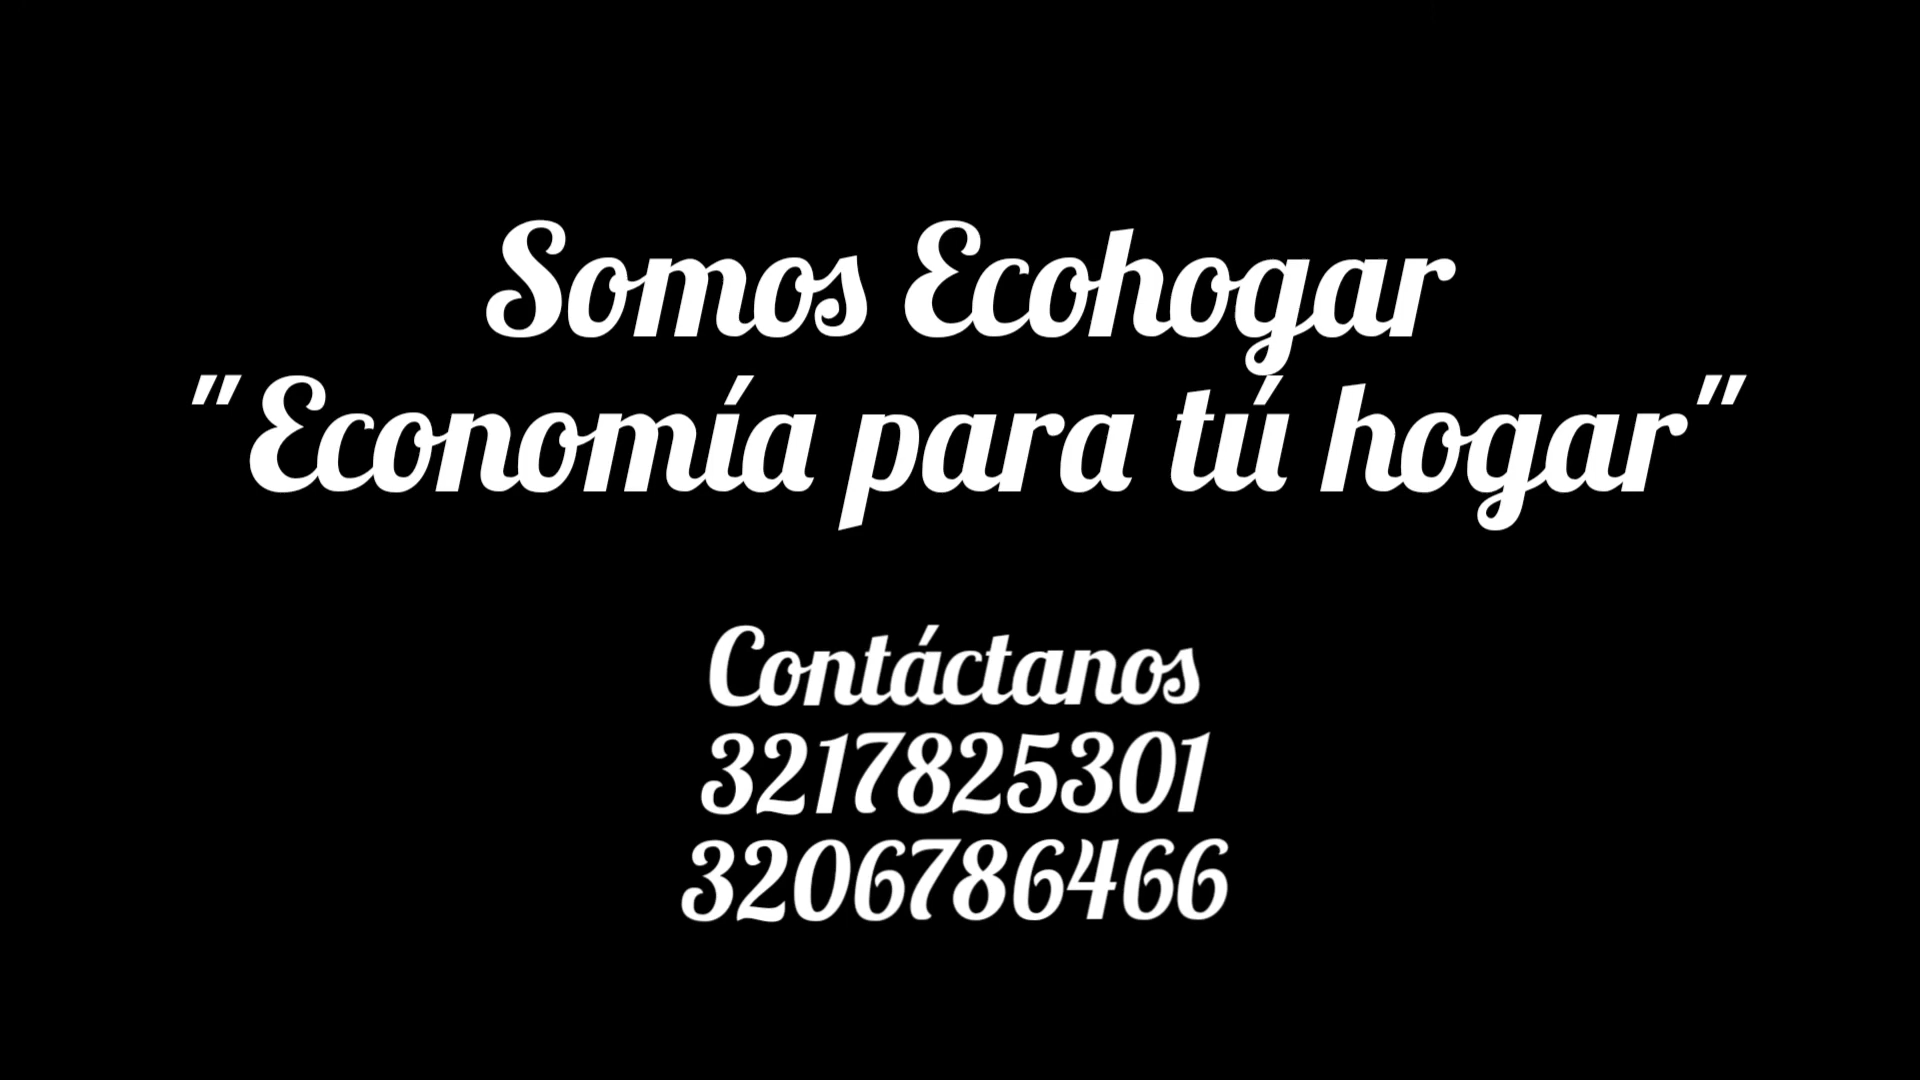 Somos Ecohogar
"Economía para tú hogar"
Contáctanos
3217825301
3206786466